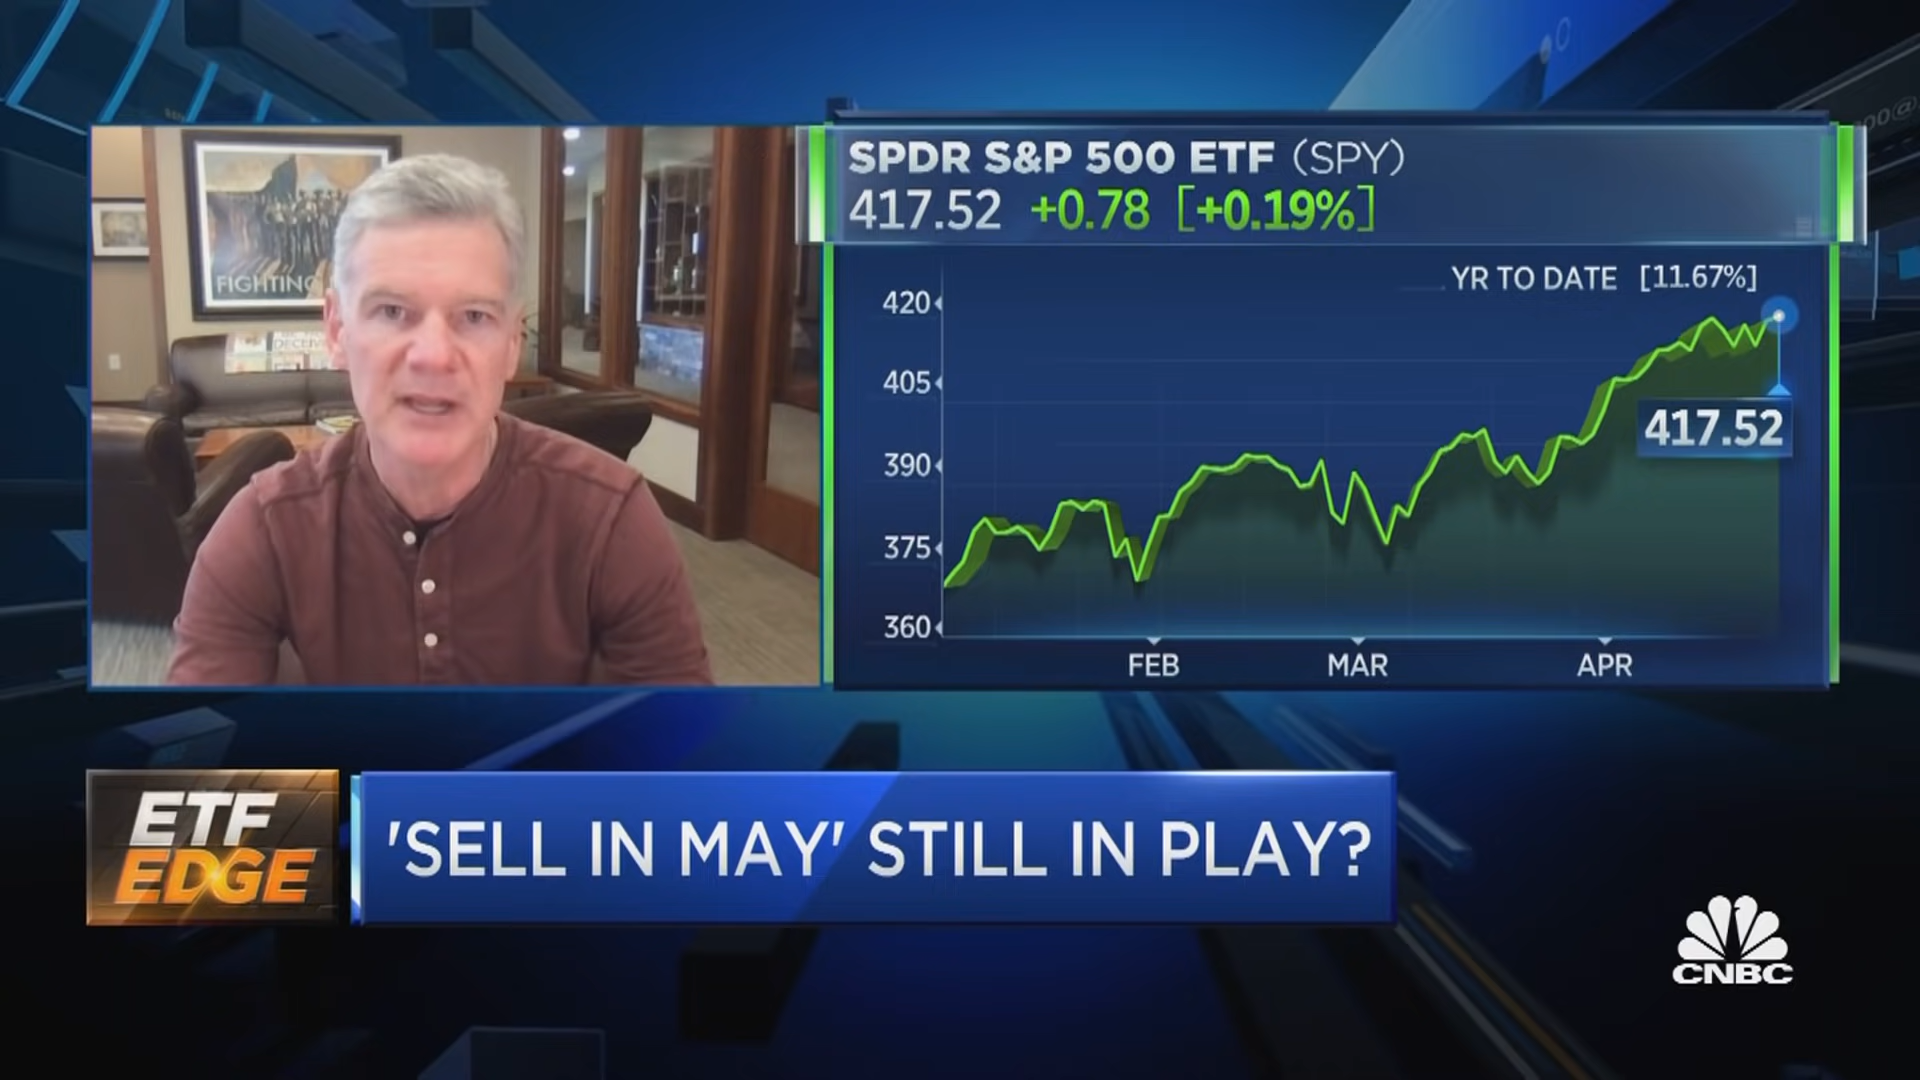 FIGHTING
SPDR S&P 500 ETF (SPY)
417.52 +0.78 [+0.19%]
YR TO DATE [11.67%]
420
405
390
375
360
417.52
FEB MAR APR
ETF
EDGE
'SELL IN MAY' STILL IN PLAY?
CNBC